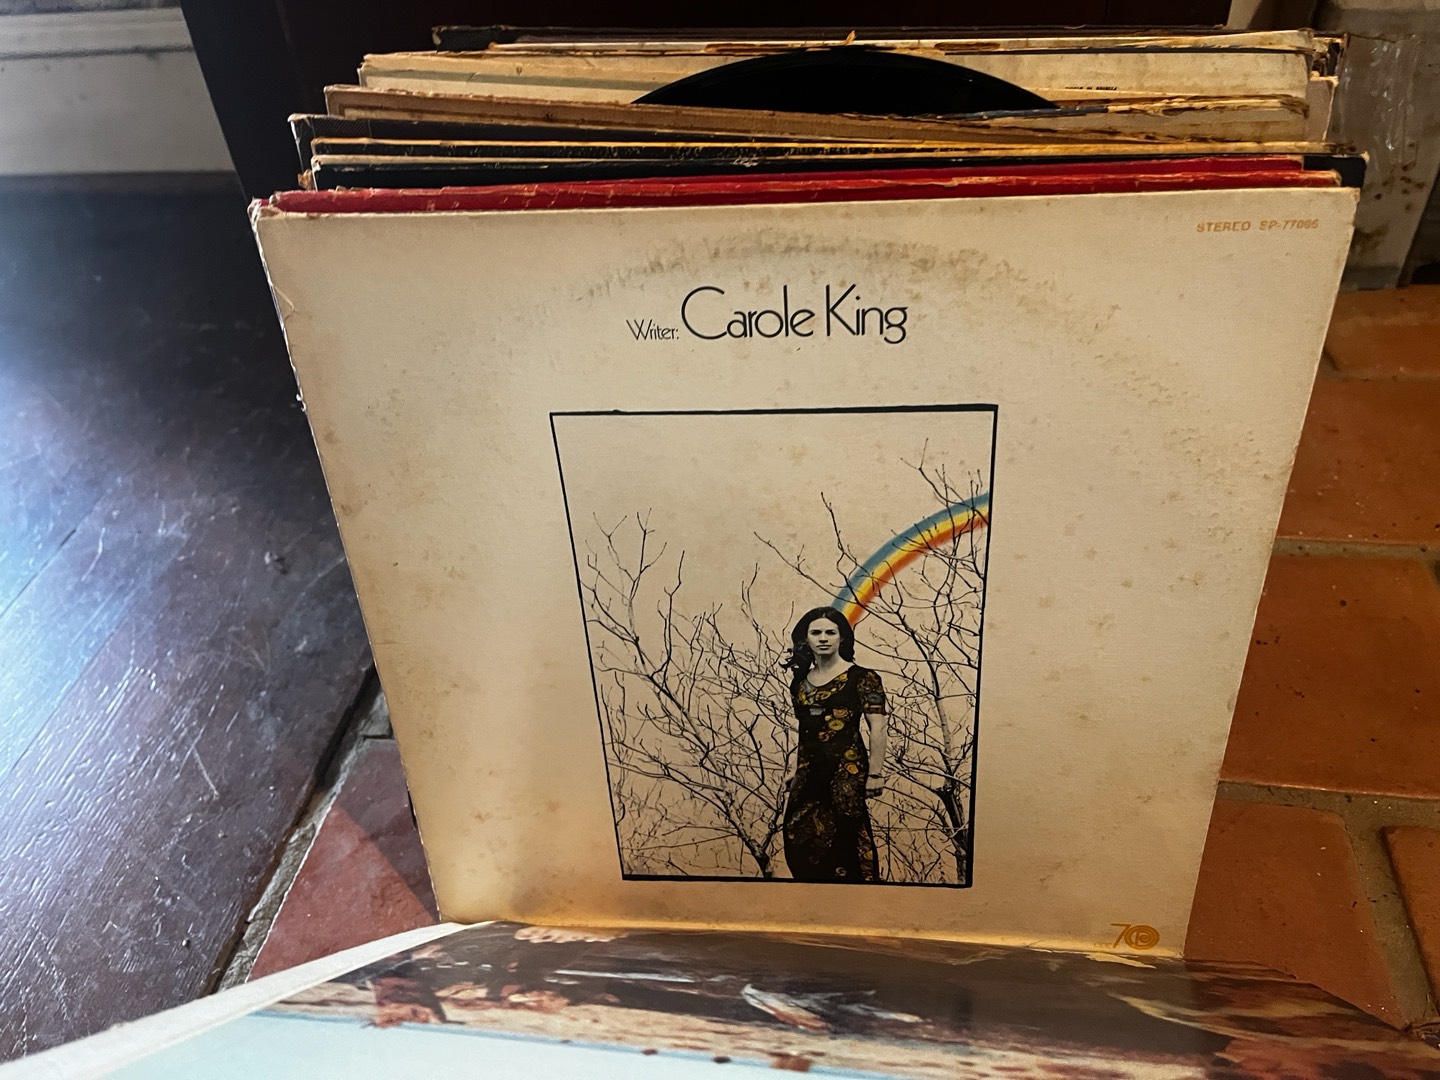 STEREO SP-77006
Writer: Carole King
70